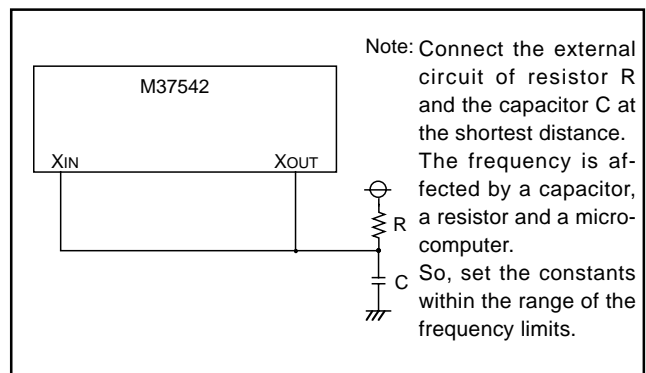 M37542
XIN
XOUT
R
C
Note: Connect the external
circuit of resistor R
and the capacitor C at
the shortest distance.
The frequency is af-
fected by a capacitor,
a resistor and a micro-
computer.
So, set the constants
within the range of the
frequency limits.